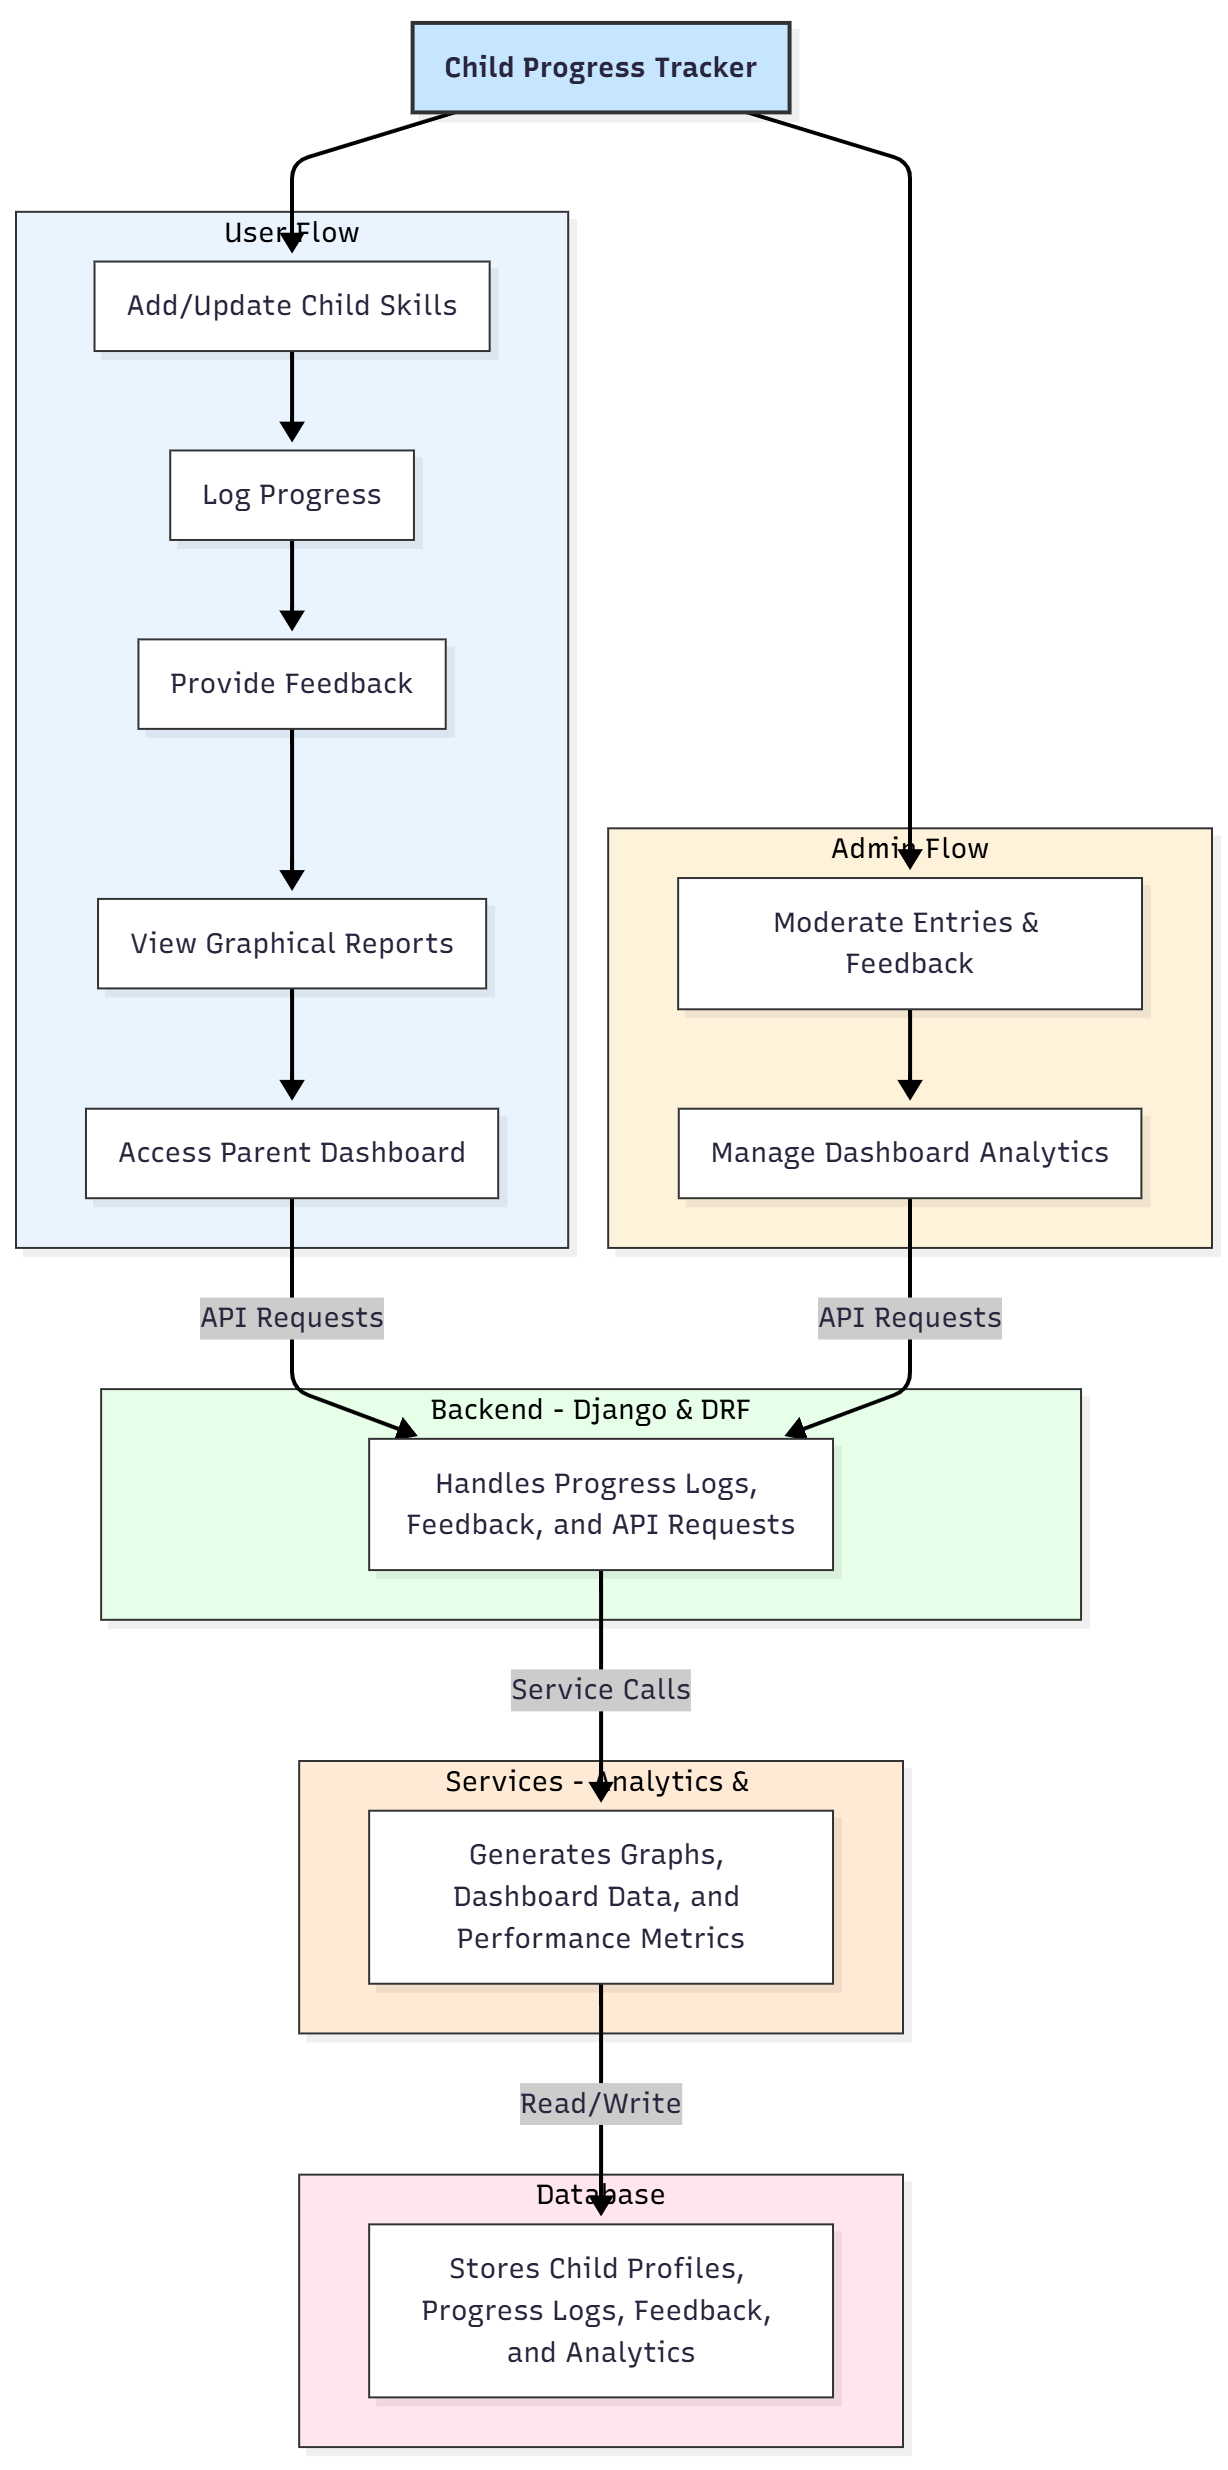 Child Progress Tracker
User Flow
Add/Update Child Skills
Log Progress
Provide Feedback
View Graphical Reports
Access Parent Dashboard
Admin Flow
Moderate Entries &
Feedback
Manage Dashboard Analytics
API Requests
API Requests
Backend - Django & DRF
Handles Progress Logs,
Feedback, and API Requests
Service Calls
Services - Analytics &
Generates Graphs,
Dashboard Data, and
Performance Metrics
Read/Write
Database
Stores Child Profiles,
Progress Logs, Feedback,
and Analytics